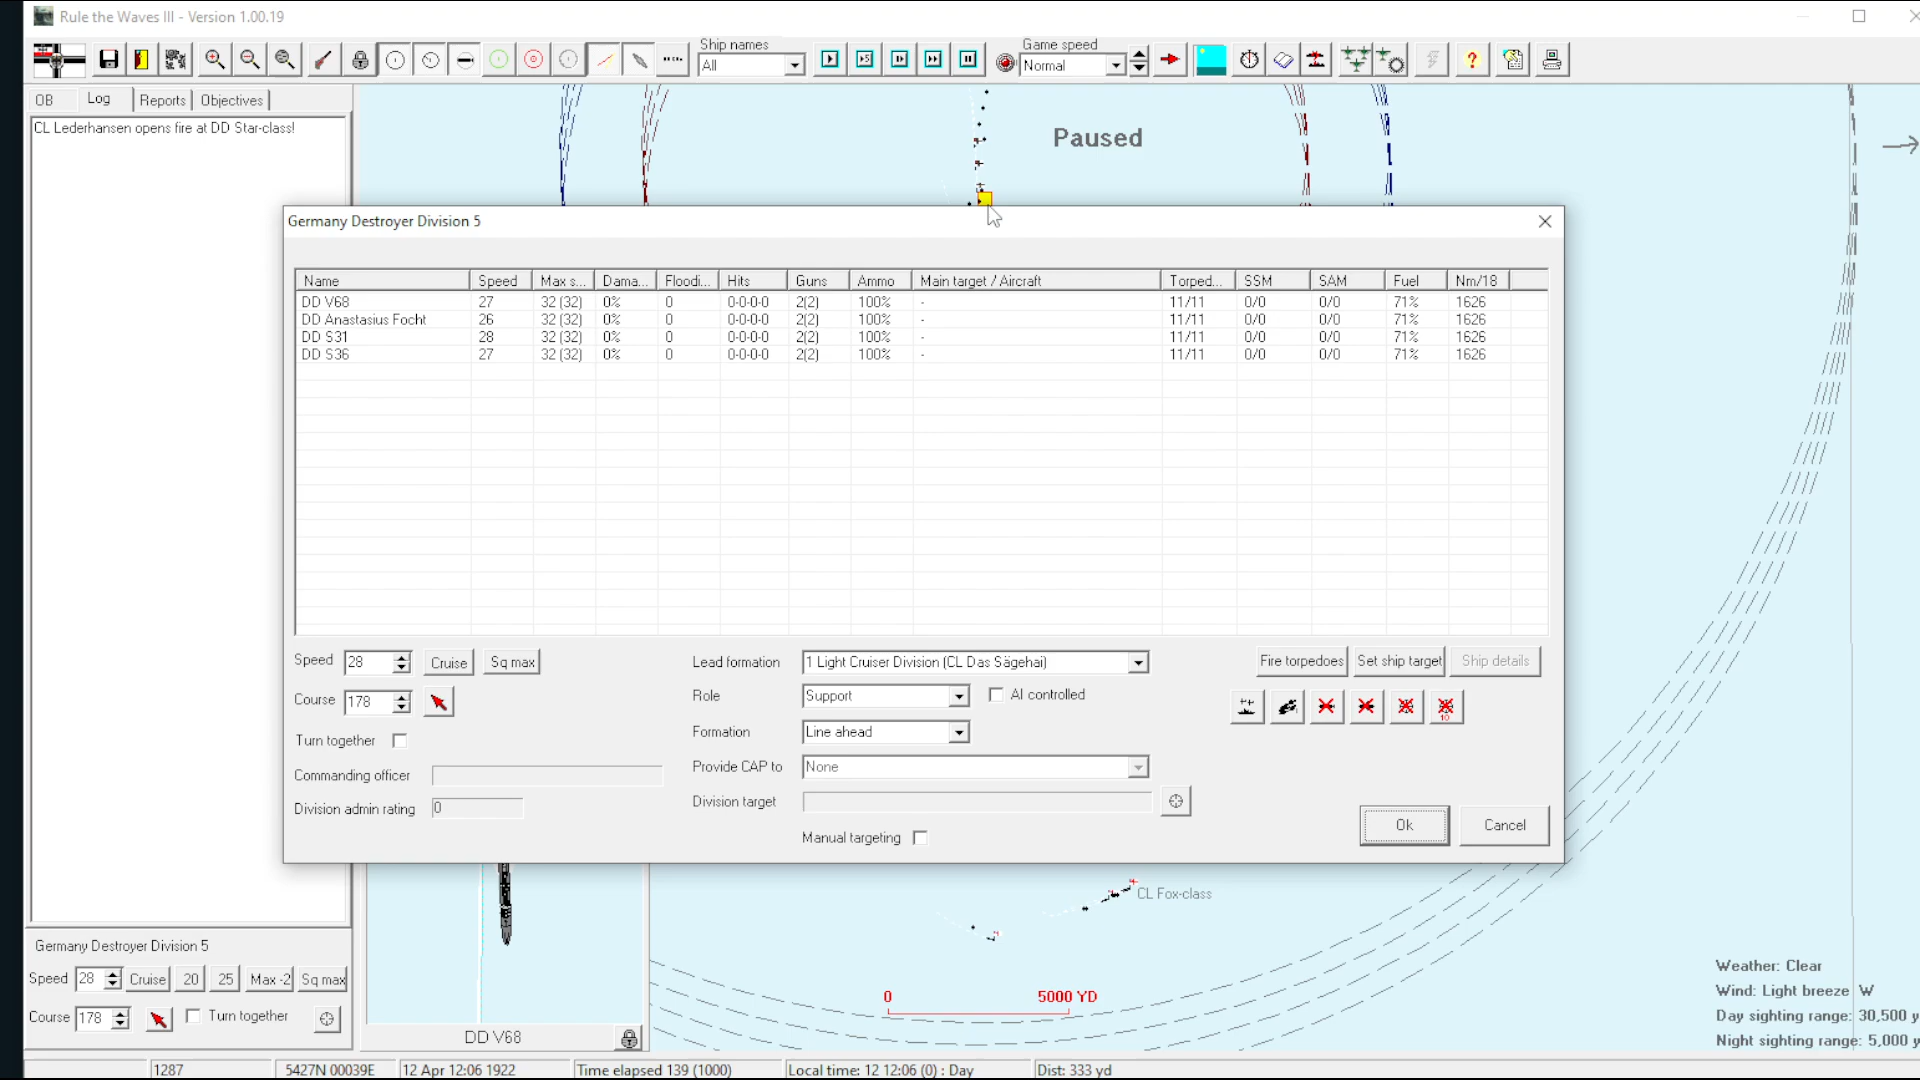 Rule the Waves III - Version 1.00.19
Ship names
All
Game speed
Normal
OB Log Reports Objectives
CL Lederhansen opens fire at DD Star-class!
Paused
Germany Destroyer Division 5
Name Speed Max s... Dama... Floodi... Hits Guns Ammo Main target / Aircraft Torped... SSM SAM Fuel Nm/18
DD V68 27 32 (32) 0% 0 0-0-0-0 2(2) 100% - 11/11 0/0 0/0 71% 1626
DD Anastasius Focht 26 32 (32) 0% 0 0-0-0-0 2(2) 100% - 11/11 0/0 0/0 71% 1626
DD S31 28 32 (32) 0% 0 0-0-0-0 2(2) 100% - 11/11 0/0 0/0 71% 1626
DD S36 27 32 (32) 0% 0 0-0-0-0 2(2) 100% - 11/11 0/0 0/0 71% 1626
Speed 28 Cruise Sq max
Lead formation 1 Light Cruiser Division (CL Das Sägehai)
Fire torpedoes Set ship target Ship details
Course 178
Role Support AI controlled
10
Turn together
Formation Line ahead
Commanding officer
Provide CAP to None
Division admin rating 0
Division target
Manual targeting
Ok Cancel
CL Fox-class
Germany Destroyer Division 5
Speed 28 Cruise 20 25 Max -2 Sq max
Course 178 Turn together
DD V68
0 5000 YD
Weather: Clear
Wind: Light breeze W
Day sighting range: 30,500 y
Night sighting range: 5,000 y
1287 5427N 00039E 12 Apr 12:06 1922 Time elapsed 139 (1000) Local time: 12 12:06 (0) : Day Dist: 333 yd